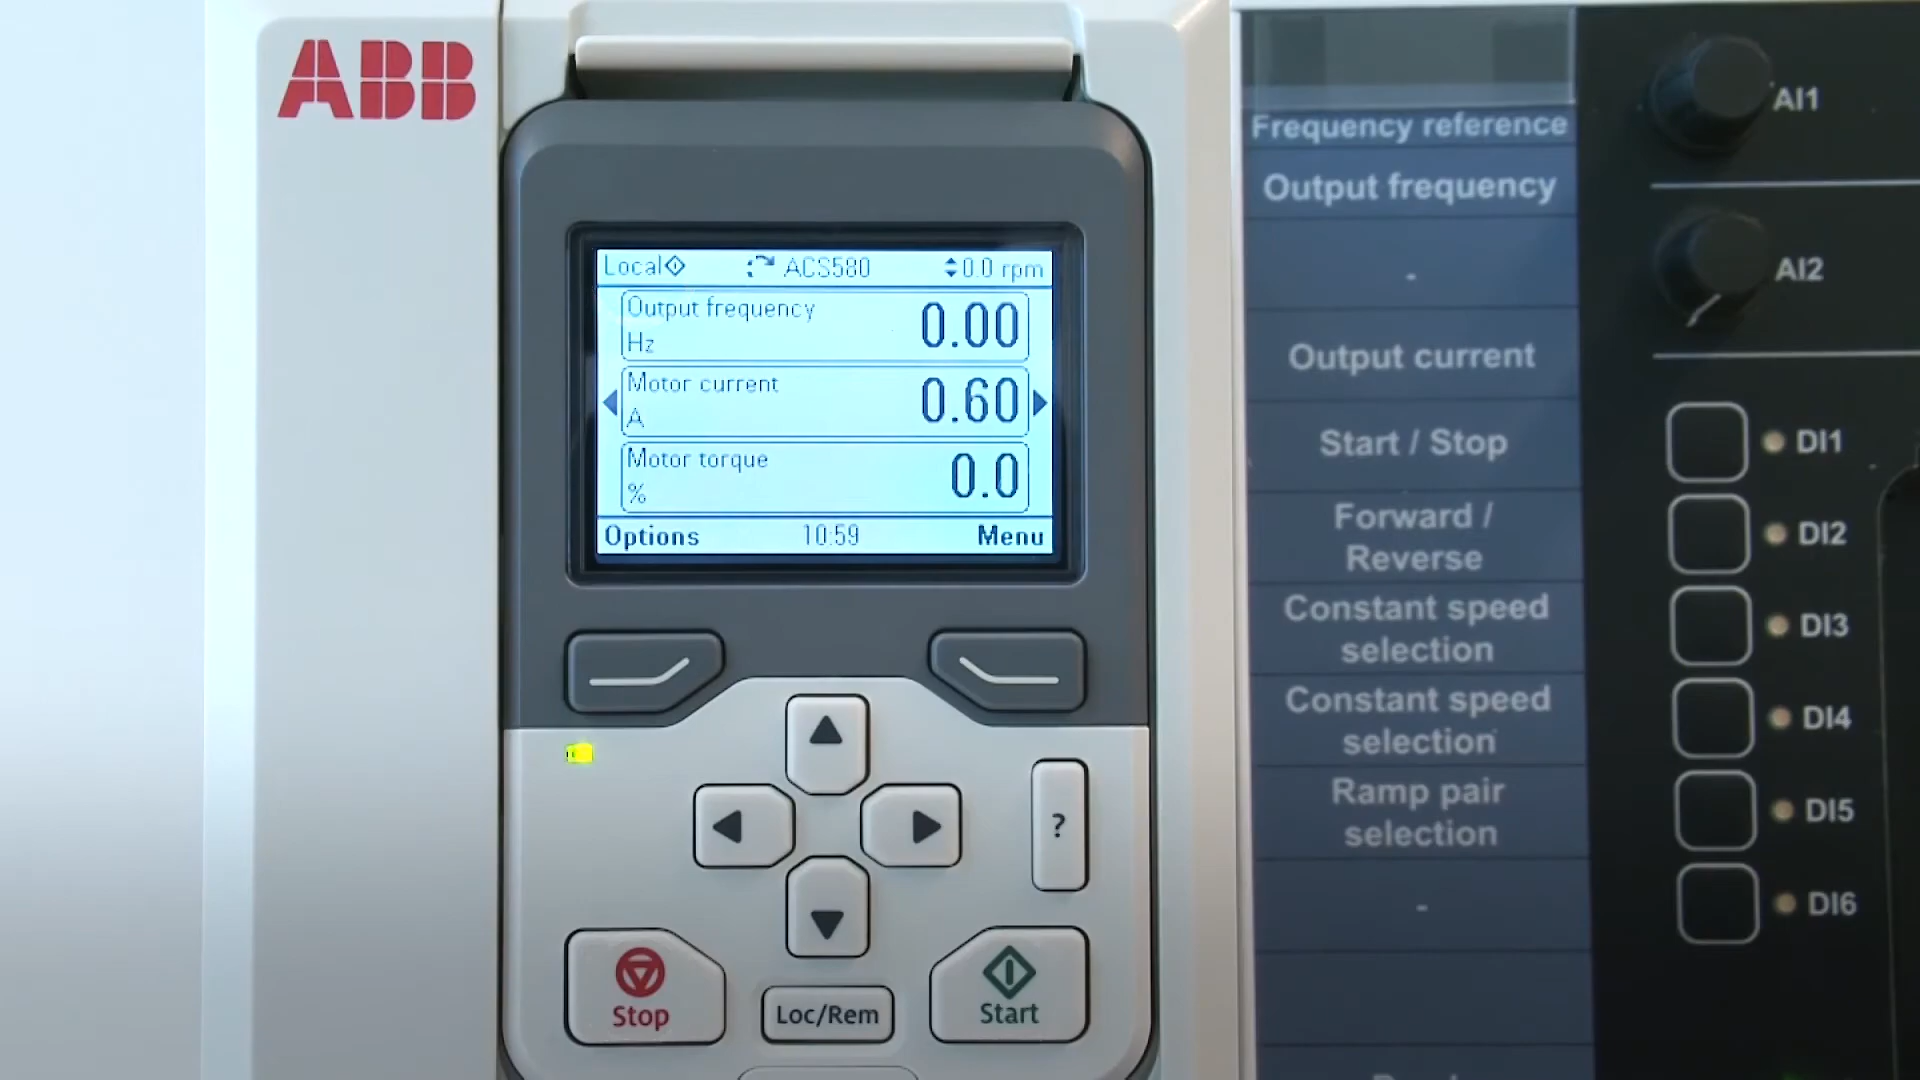 ABB
Local ACS580 0.0 rpm
Output frequency
Hz
0.00
Motor current
A
0.60
Motor torque
%
0.0
Options 10:59 Menu
?
Stop
Loc/Rem
Start
Frequency reference
Output frequency
-
Output current
Start / Stop
Forward /
Reverse
Constant speed
selection
Constant speed
selection
Ramp pair
selection
-
AI1
AI2
DI1
DI2
DI3
DI4
DI5
DI6